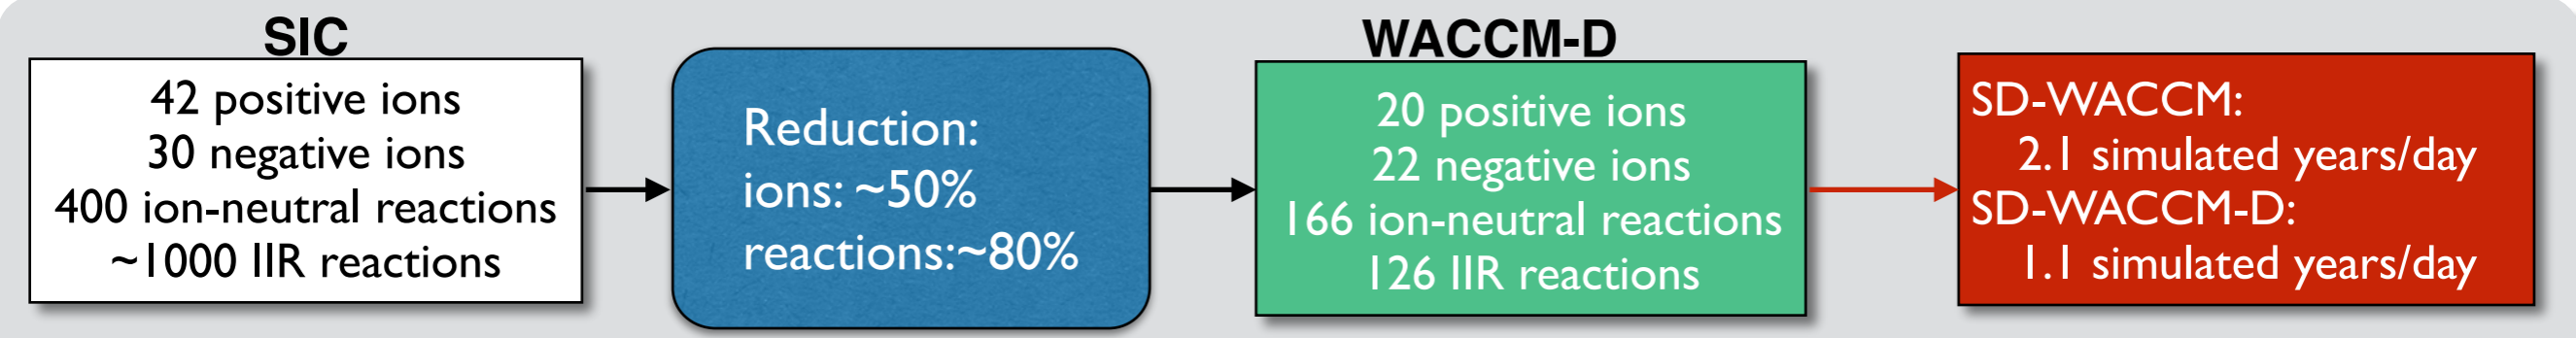 SIC
42 positive ions
30 negative ions
400 ion-neutral reactions
~1000 IIR reactions
Reduction:
ions: ~50%
reactions:~80%
WACCM-D
20 positive ions
22 negative ions
166 ion-neutral reactions
126 IIR reactions
SD-WACCM:
2.1 simulated years/day
SD-WACCM-D:
1.1 simulated years/day